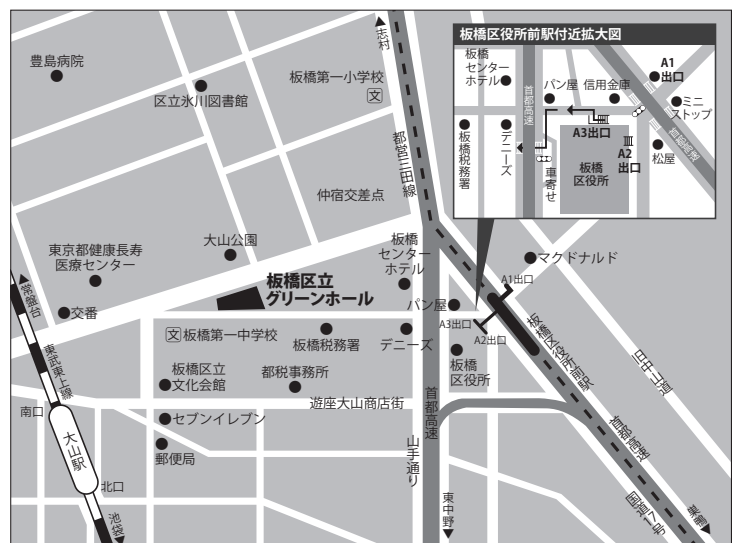 豊島病院
区立氷川図書館
板橋第一小学校
文
▲志村
都営三田線
仲宿交差点
板橋区役所前駅付近拡大図
板橋
センター
ホテル
パン屋
信用金庫
A1
出口
ミニ
ストップ
首都高速
首都高速
A3出口
A2
出口
板橋税務署
デニーズ
車寄せ
板橋
区役所
松屋
東京都健康長寿
医療センター
大山公園
板橋
センター
ホテル
マクドナルド
板橋区立
グリーンホール
A1出口
パン屋
A3出口
A2出口
▲常盤台
交番
東武東上線
文
板橋第一中学校
板橋税務署
デニーズ
板橋
区役所
板橋区役所前駅
旧中山道
板橋区立
文化会館
都税事務所
遊座大山商店街
首都高速
首都高速
南口
大山駅
セブンイレブン
郵便局
山手通り
北口
池袋▼
東中野▼
国道17号
巣鴨▼